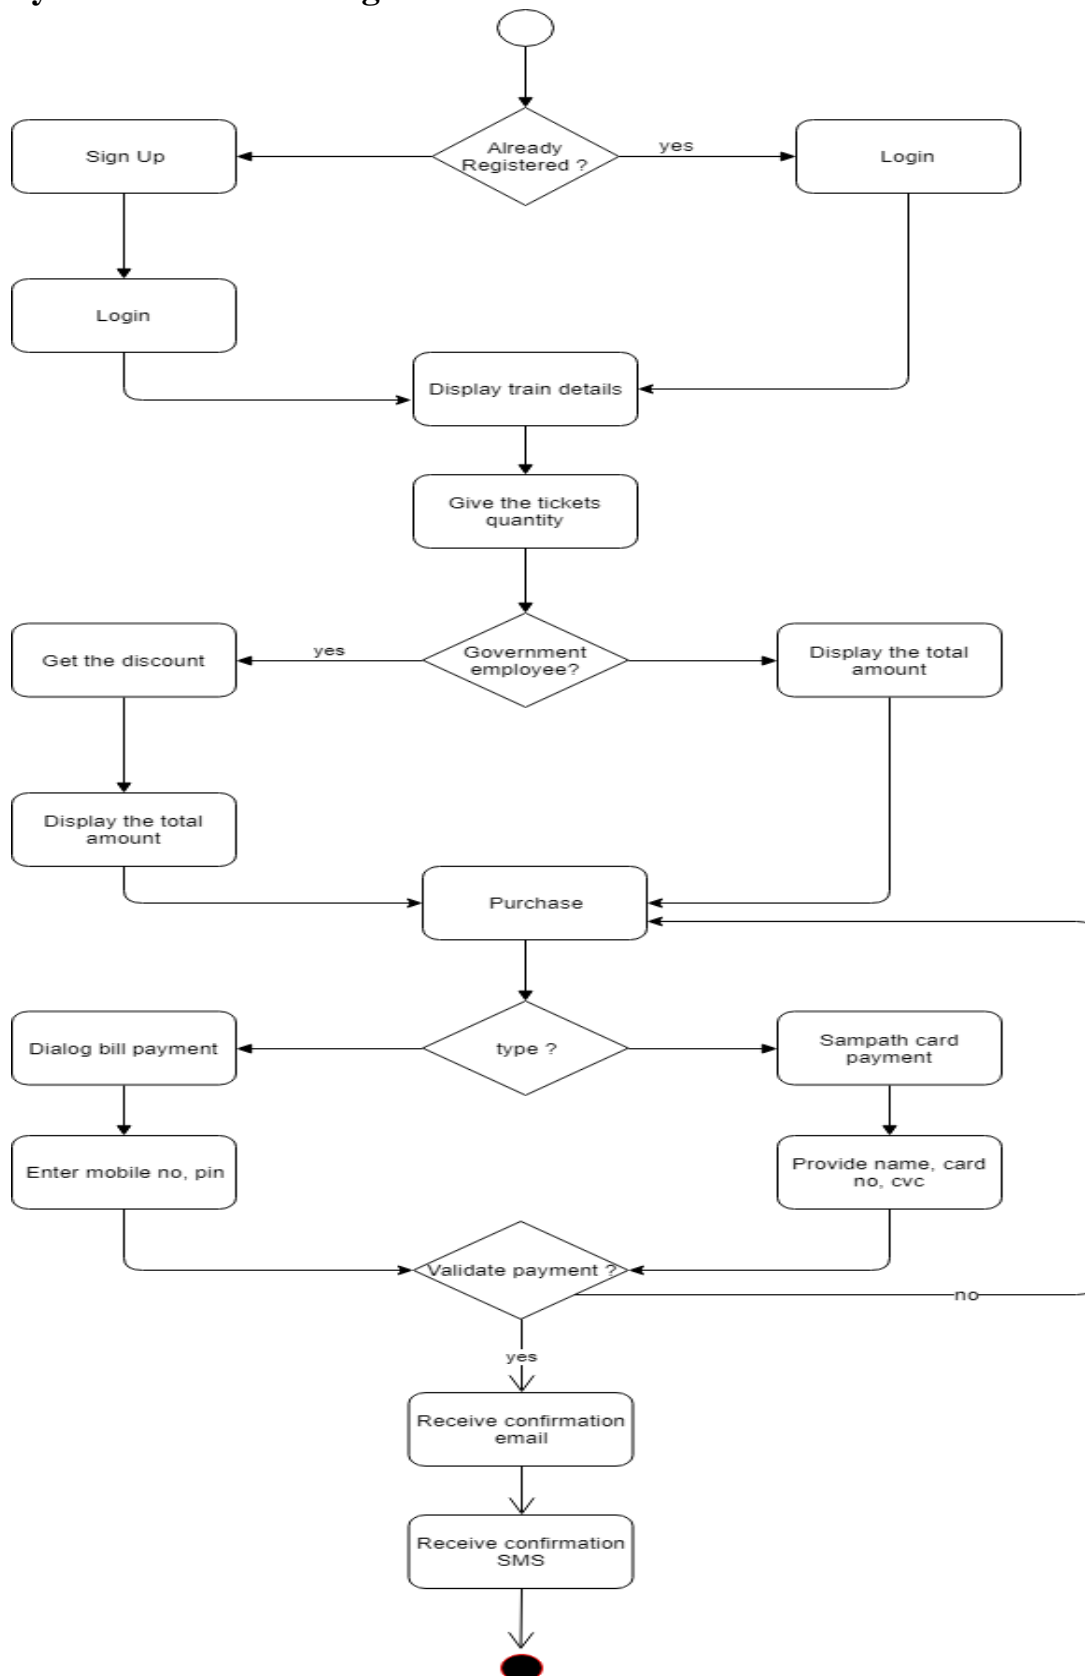 Already
Registered ?
yes
Sign Up
Login
Login
Display train details
Give the tickets
quantity
Government
employee?
yes
Get the discount
Display the total
amount
Display the total
amount
Purchase
type ?
Dialog bill payment
Sampath card
payment
Enter mobile no, pin
Provide name, card
no, cvc
Validate payment ?
no
yes
Receive confirmation
email
Receive confirmation
SMS